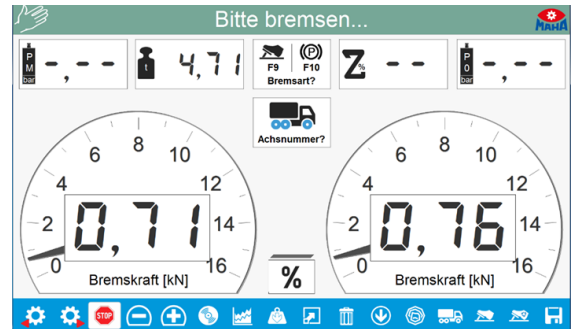 Bitte bremsen...
MAHA
P M bar
-,--
t
4,71
F9 F10
Bremsart?
Z%
--
P 0 bar
-,--
Achsnummer?
0 2 4 6 8 10 12 14 16
0,71
Bremskraft [kN]
%
0 2 4 6 8 10 12 14 16
0,76
Bremskraft [kN]
STOP